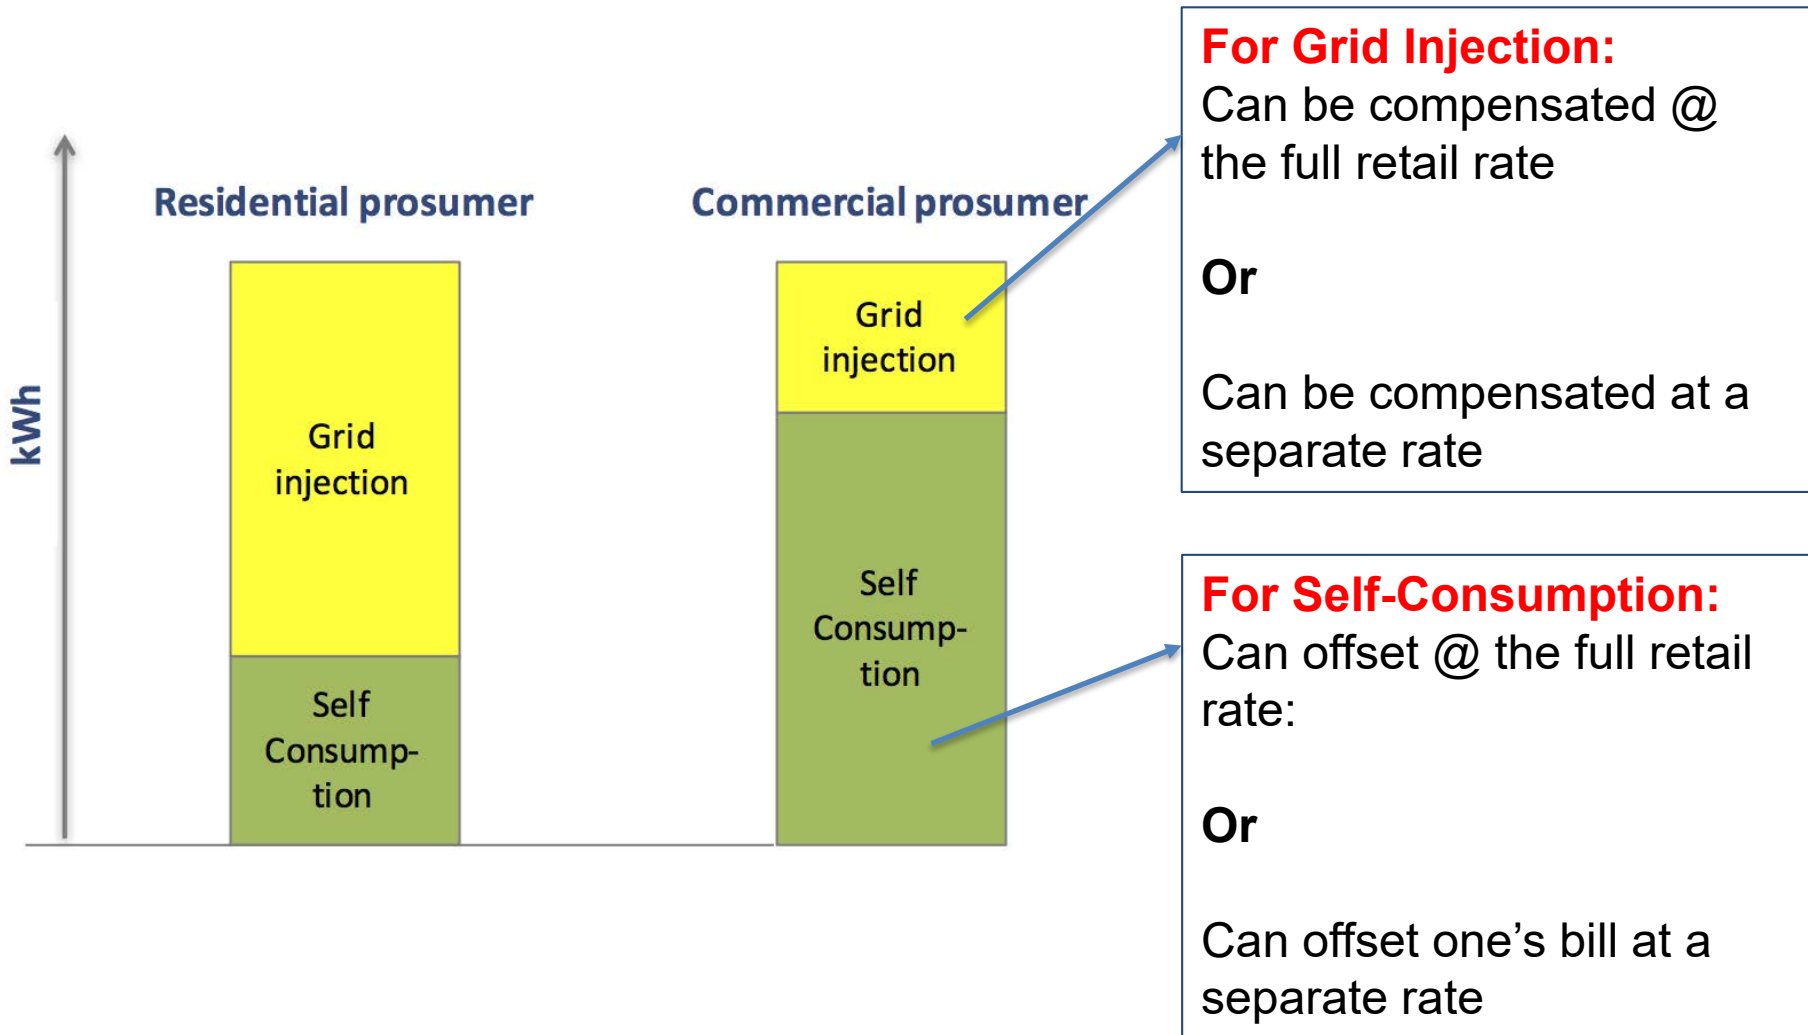 kWh
Residential prosumer
Grid
injection
Self
Consump-
tion
Commercial prosumer
Grid
injection
Self
Consump-
tion
For Grid Injection:
Can be compensated @
the full retail rate
Or
Can be compensated at a
separate rate
For Self-Consumption:
Can offset @ the full retail
rate:
Or
Can offset one’s bill at a
separate rate